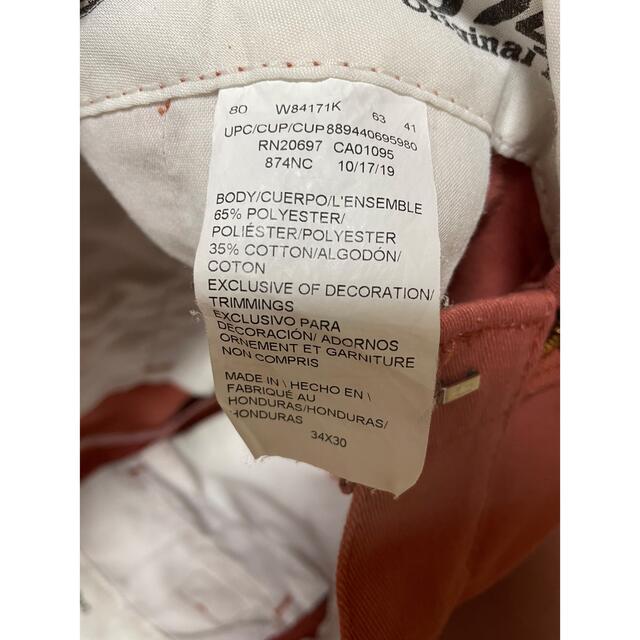 Original
80 W84171K 63 41
UPC/CUP/CUP889440695980
RN20697 CA01095
874NC 10/17/19
BODY/CUERPO/L'ENSEMBLE
65% POLYESTER/
POLIÉSTER/POLYESTER
35% COTTON/ALGODÓN/
COTON
EXCLUSIVE OF DECORATION/
TRIMMINGS
EXCLUSIVO PARA
DECORACIÓN/ ADORNOS
ORNEMENT ET GARNITURE
NON COMPRIS
MADE IN \ HECHO EN \
FABRIQUÉ AU
HONDURAS/HONDURAS/
HONDURAS
34X30